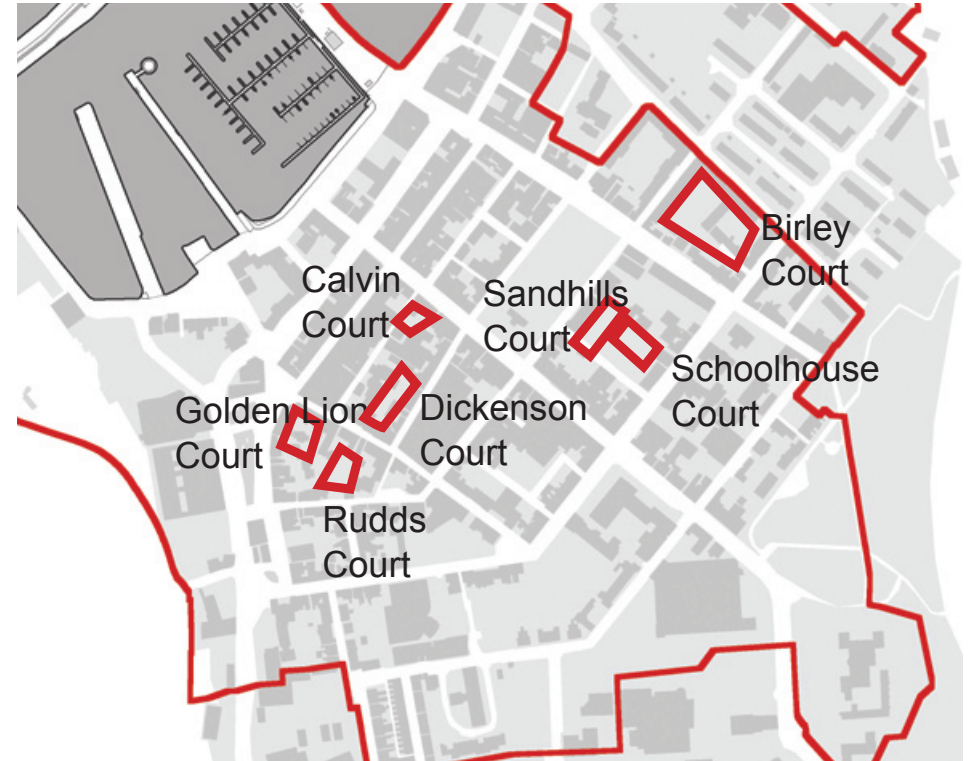 Birley
Court
Calvin
Court
Sandhills
Court
Schoolhouse
Court
Golden Lion
Court
Dickenson
Court
Rudds
Court